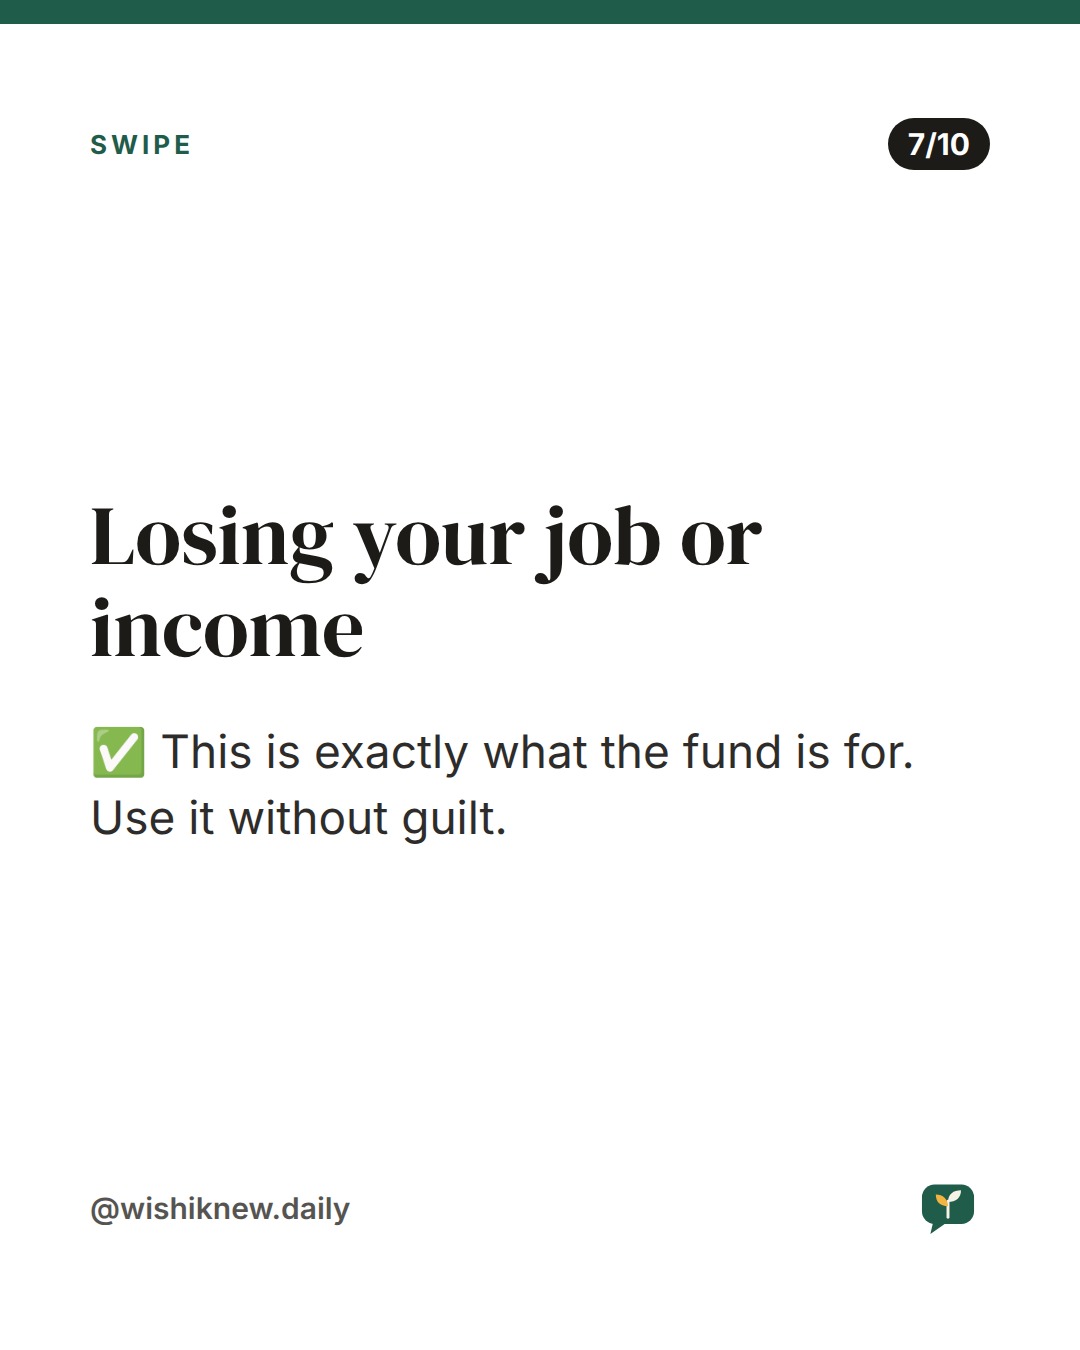 SWIPE
7/10
Losing your job or
income
✅ This is exactly what the fund is for.
Use it without guilt.
@wishiknew.daily